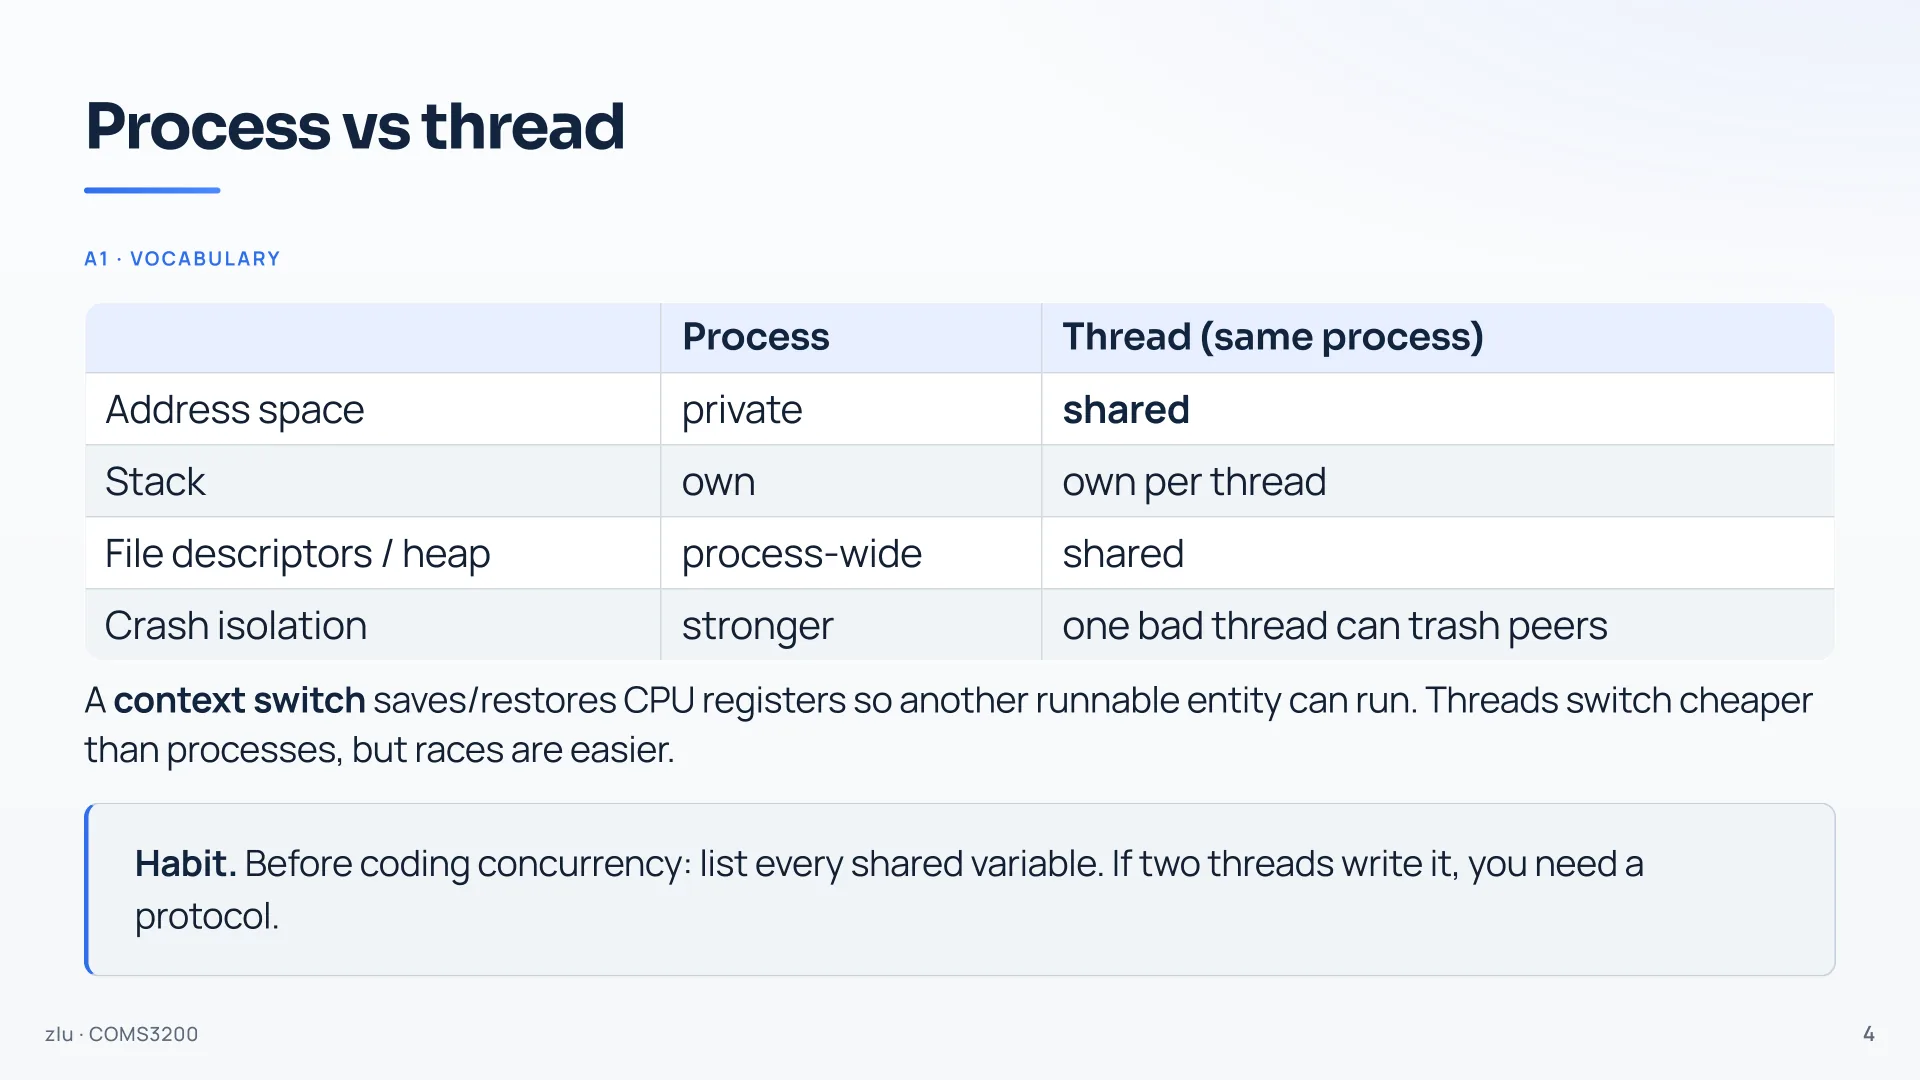 Process vs thread
A1 · VOCABULARY
Process Thread (same process)
Address space private shared
Stack own own per thread
File descriptors / heap process-wide shared
Crash isolation stronger one bad thread can trash peers
A context switch saves/restores CPU registers so another runnable entity can run. Threads switch cheaper
than processes, but races are easier.
Habit. Before coding concurrency: list every shared variable. If two threads write it, you need a
protocol.
zlu · COMS3200
4